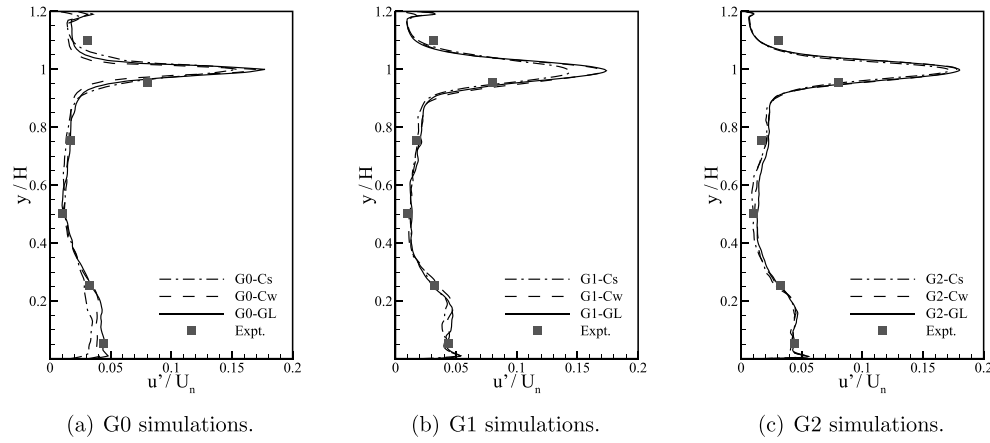 1.2
1
0.8
0.6
0.4
0.2
y / H
G0-Cs
G0-Cw
G0-GL
Expt.
0
0.05
0.1
0.15
0.2
u’ / Un
(a) G0 simulations.
1.2
1
0.8
0.6
0.4
0.2
y / H
G1-Cs
G1-Cw
G1-GL
Expt.
0
0.05
0.1
0.15
0.2
u’ / Un
(b) G1 simulations.
1.2
1
0.8
0.6
0.4
0.2
y / H
G2-Cs
G2-Cw
G2-GL
Expt.
0
0.05
0.1
0.15
0.2
u’ / Un
(c) G2 simulations.